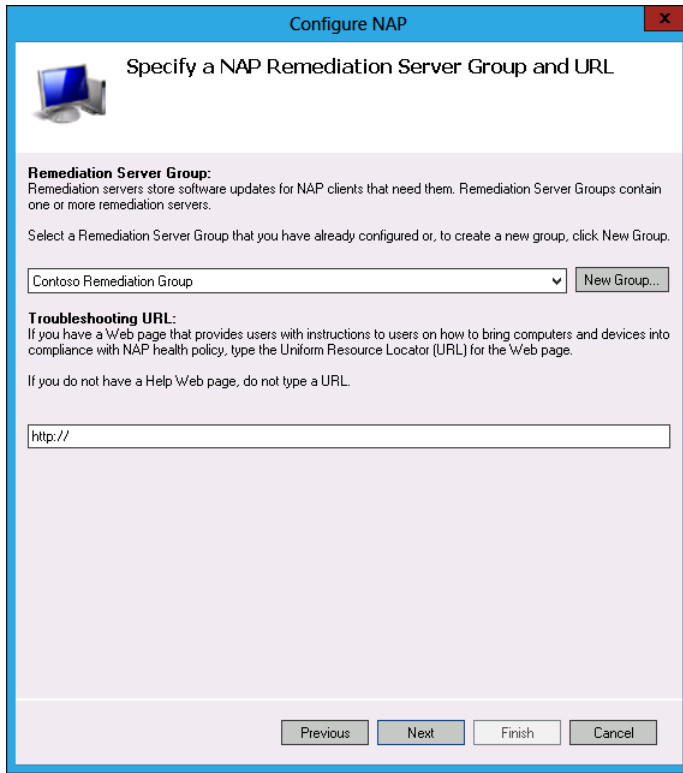 Configure NAP
x
Specify a NAP Remediation Server Group and URL
Remediation Server Group:
Remediation servers store software updates for NAP clients that need them. Remediation Server Groups contain
one or more remediation servers.
Select a Remediation Server Group that you have already configured or, to create a new group, click New Group.
Contoso Remediation Group
New Group...
Troubleshooting URL:
If you have a Web page that provides users with instructions to users on how to bring computers and devices into
compliance with NAP health policy, type the Uniform Resource Locator (URL) for the Web page.
If you do not have a Help Web page, do not type a URL.
http://
Previous Next Finish Cancel